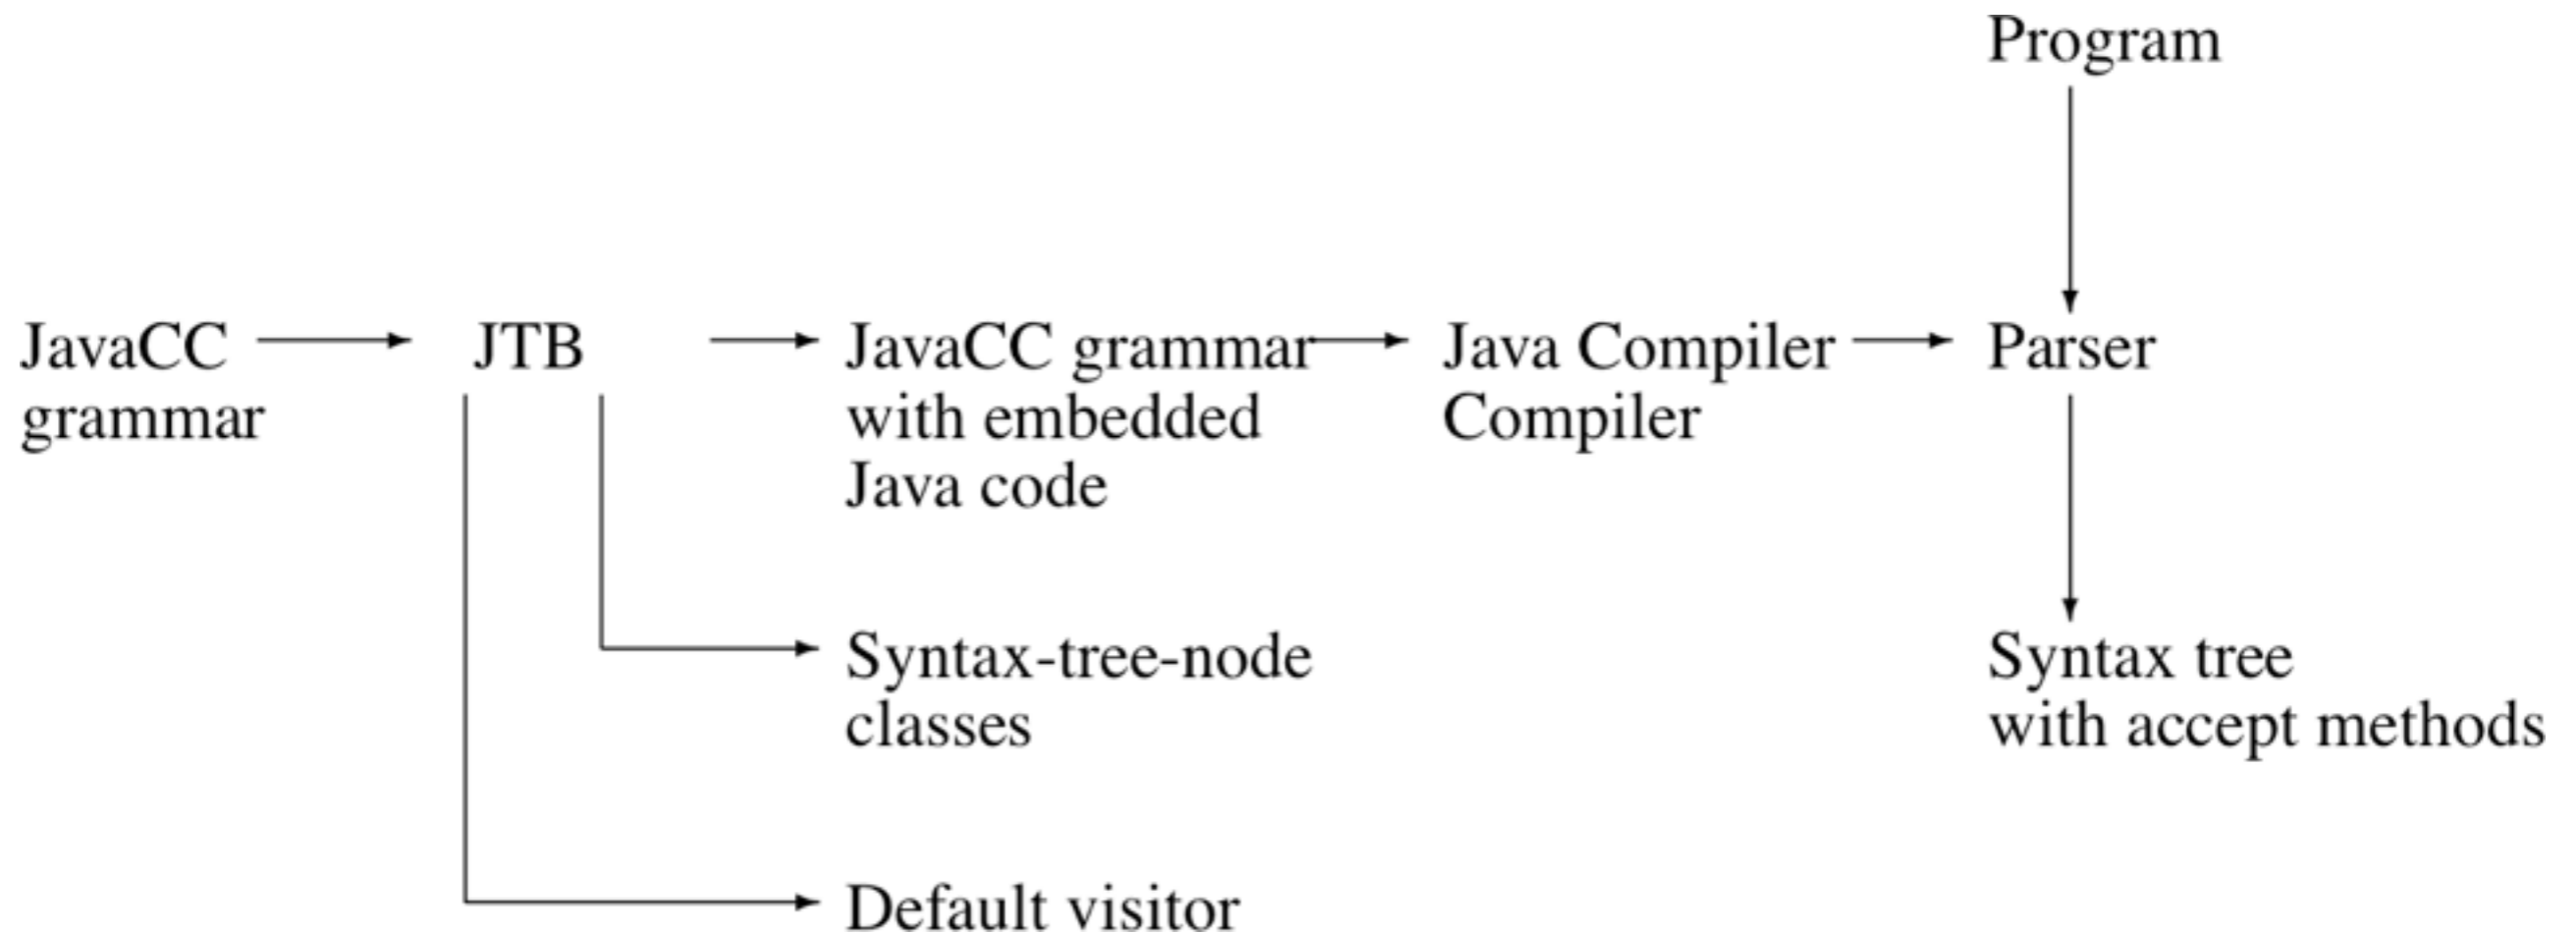 Program
JavaCC
grammar
JTB
JavaCC grammar
with embedded
Java code
Java Compiler
Compiler
Parser
Syntax-tree-node
classes
Syntax tree
with accept methods
Default visitor